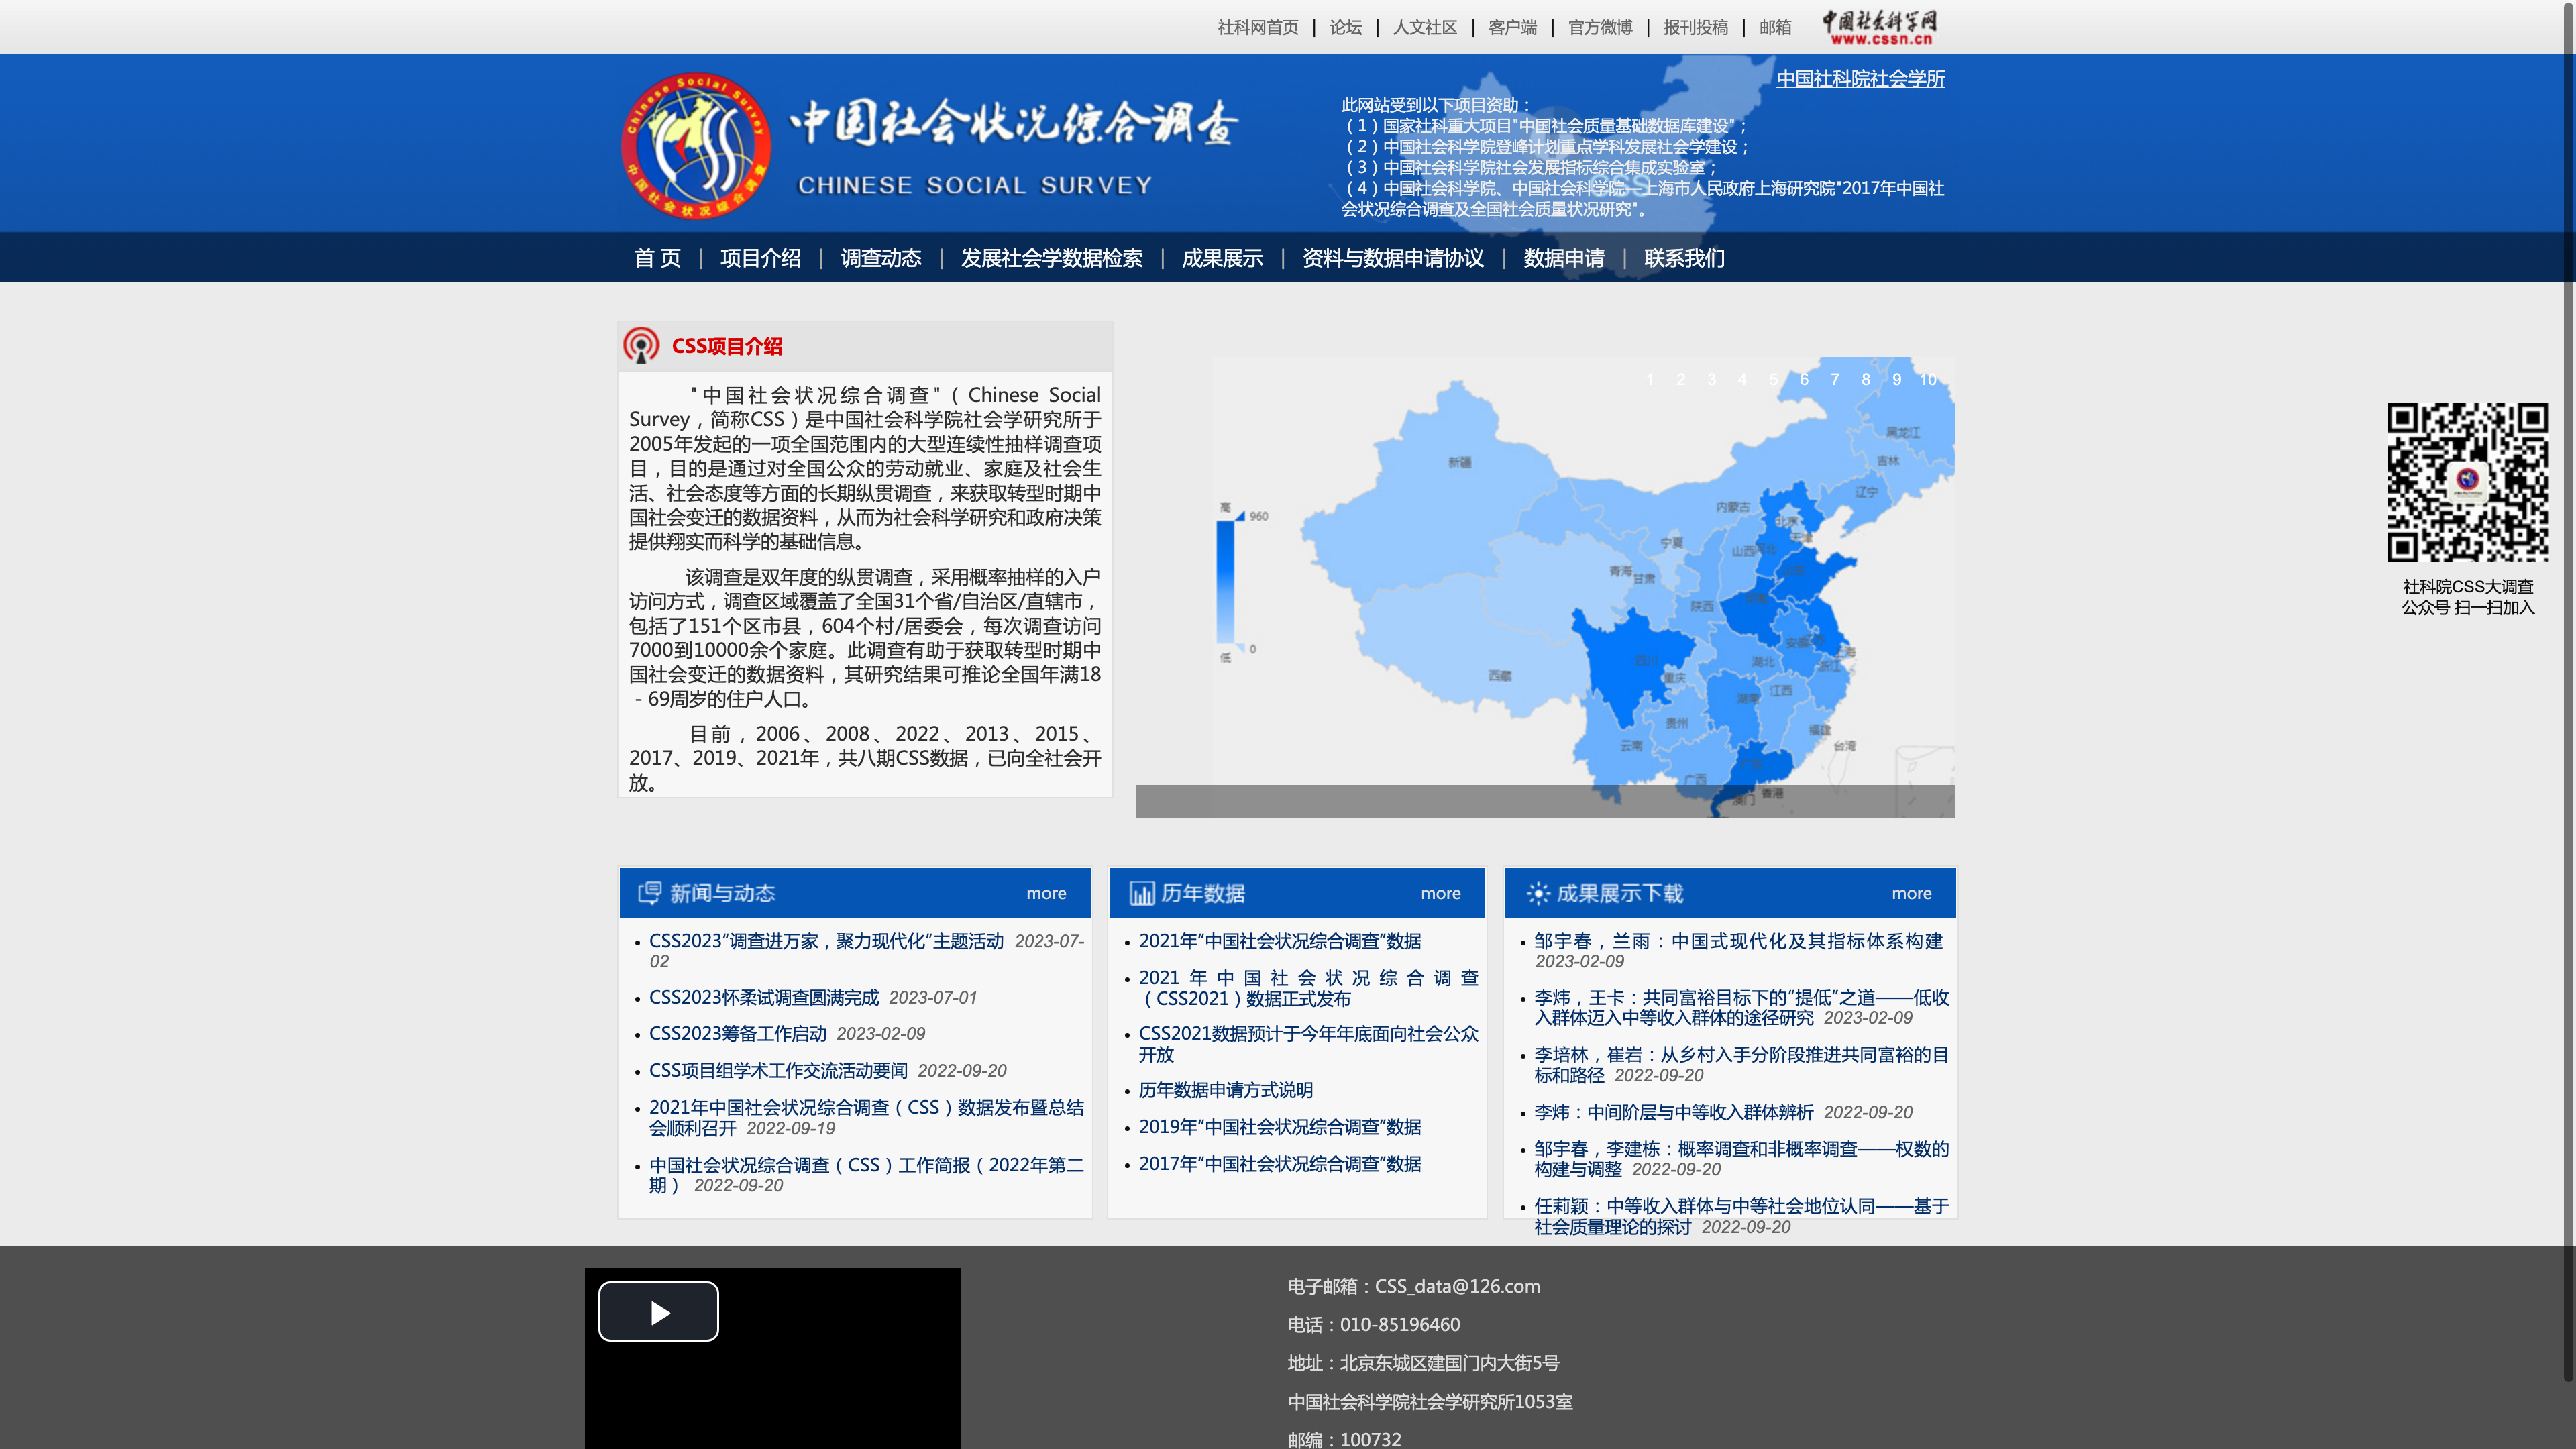 社科网首页 | 论坛 | 人文社区 | 客户端 | 官方微博 | 报刊投稿 | 邮箱
中国社会科学网
www.cssn.cn
中国社科院社会学所
Chinese Social Survey
CSS
中国社会状况综合调查
中国社会状况综合调查
CHINESE SOCIAL SURVEY
此网站受到以下项目资助：
（1）国家社科重大项目"中国社会质量基础数据库建设"；
（2）中国社会科学院登峰计划重点学科发展社会学建设；
（3）中国社会科学院社会发展指标综合集成实验室；
（4）中国社会科学院、中国社会科学院—上海市人民政府上海研究院"2017年中国社
会状况综合调查及全国社会质量状况研究"。
首 页 | 项目介绍 | 调查动态 | 发展社会学数据检索 | 成果展示 | 资料与数据申请协议 | 数据申请 | 联系我们
CSS项目介绍
"中国社会状况综合调查"（Chinese Social
Survey，简称CSS）是中国社会科学院社会学研究所于
2005年发起的一项全国范围内的大型连续性抽样调查项
目，目的是通过对全国公众的劳动就业、家庭及社会生
活、社会态度等方面的长期纵贯调查，来获取转型时期中
国社会变迁的数据资料，从而为社会科学研究和政府决策
提供翔实而科学的基础信息。
该调查是双年度的纵贯调查，采用概率抽样的入户
访问方式，调查区域覆盖了全国31个省/自治区/直辖市，
包括了151个区市县，604个村/居委会，每次调查访问
7000到10000余个家庭。此调查有助于获取转型时期中
国社会变迁的数据资料，其研究结果可推论全国年满18
- 69周岁的住户人口。
目前，2006、2008、2022、2013、2015、
2017、2019、2021年，共八期CSS数据，已向全社会开
放。
1 2 3 4 5 6 7 8 9 10
黑龙江
吉林
新疆
辽宁
内蒙古
高
960
北京
天津
宁夏
山西
河北
青海
甘肃
山东
河南
陕西
0
低
安徽
江苏
上海
四川
湖北
浙江
西藏
重庆
江西
湖南
贵州
福建
云南
台湾
广东
广西
香港
澳门
社科院CSS大调查
公众号 扫一扫加入
新闻与动态 more
CSS2023“调查进万家，聚力现代化”主题活动 2023-07-
02
CSS2023怀柔试调查圆满完成 2023-07-01
CSS2023筹备工作启动 2023-02-09
CSS项目组学术工作交流活动要闻 2022-09-20
2021年中国社会状况综合调查（CSS）数据发布暨总结
会顺利召开 2022-09-19
中国社会状况综合调查（CSS）工作简报（2022年第二
期） 2022-09-20
历年数据 more
2021年“中国社会状况综合调查”数据
2021年中国社会状况综合调查
（CSS2021）数据正式发布
CSS2021数据预计于今年年底面向社会公众
开放
历年数据申请方式说明
2019年“中国社会状况综合调查”数据
2017年“中国社会状况综合调查”数据
成果展示下载 more
邹宇春，兰雨：中国式现代化及其指标体系构建
2023-02-09
李炜，王卡：共同富裕目标下的“提低”之道——低收
入群体迈入中等收入群体的途径研究 2023-02-09
李培林，崔岩：从乡村入手分阶段推进共同富裕的目
标和路径 2022-09-20
李炜：中间阶层与中等收入群体辨析 2022-09-20
邹宇春，李建栋：概率调查和非概率调查——权数的
构建与调整 2022-09-20
任莉颖：中等收入群体与中等社会地位认同——基于
社会质量理论的探讨 2022-09-20
电子邮箱：CSS_data@126.com
电话：010-85196460
地址：北京东城区建国门内大街5号
中国社会科学院社会学研究所1053室
邮编：100732